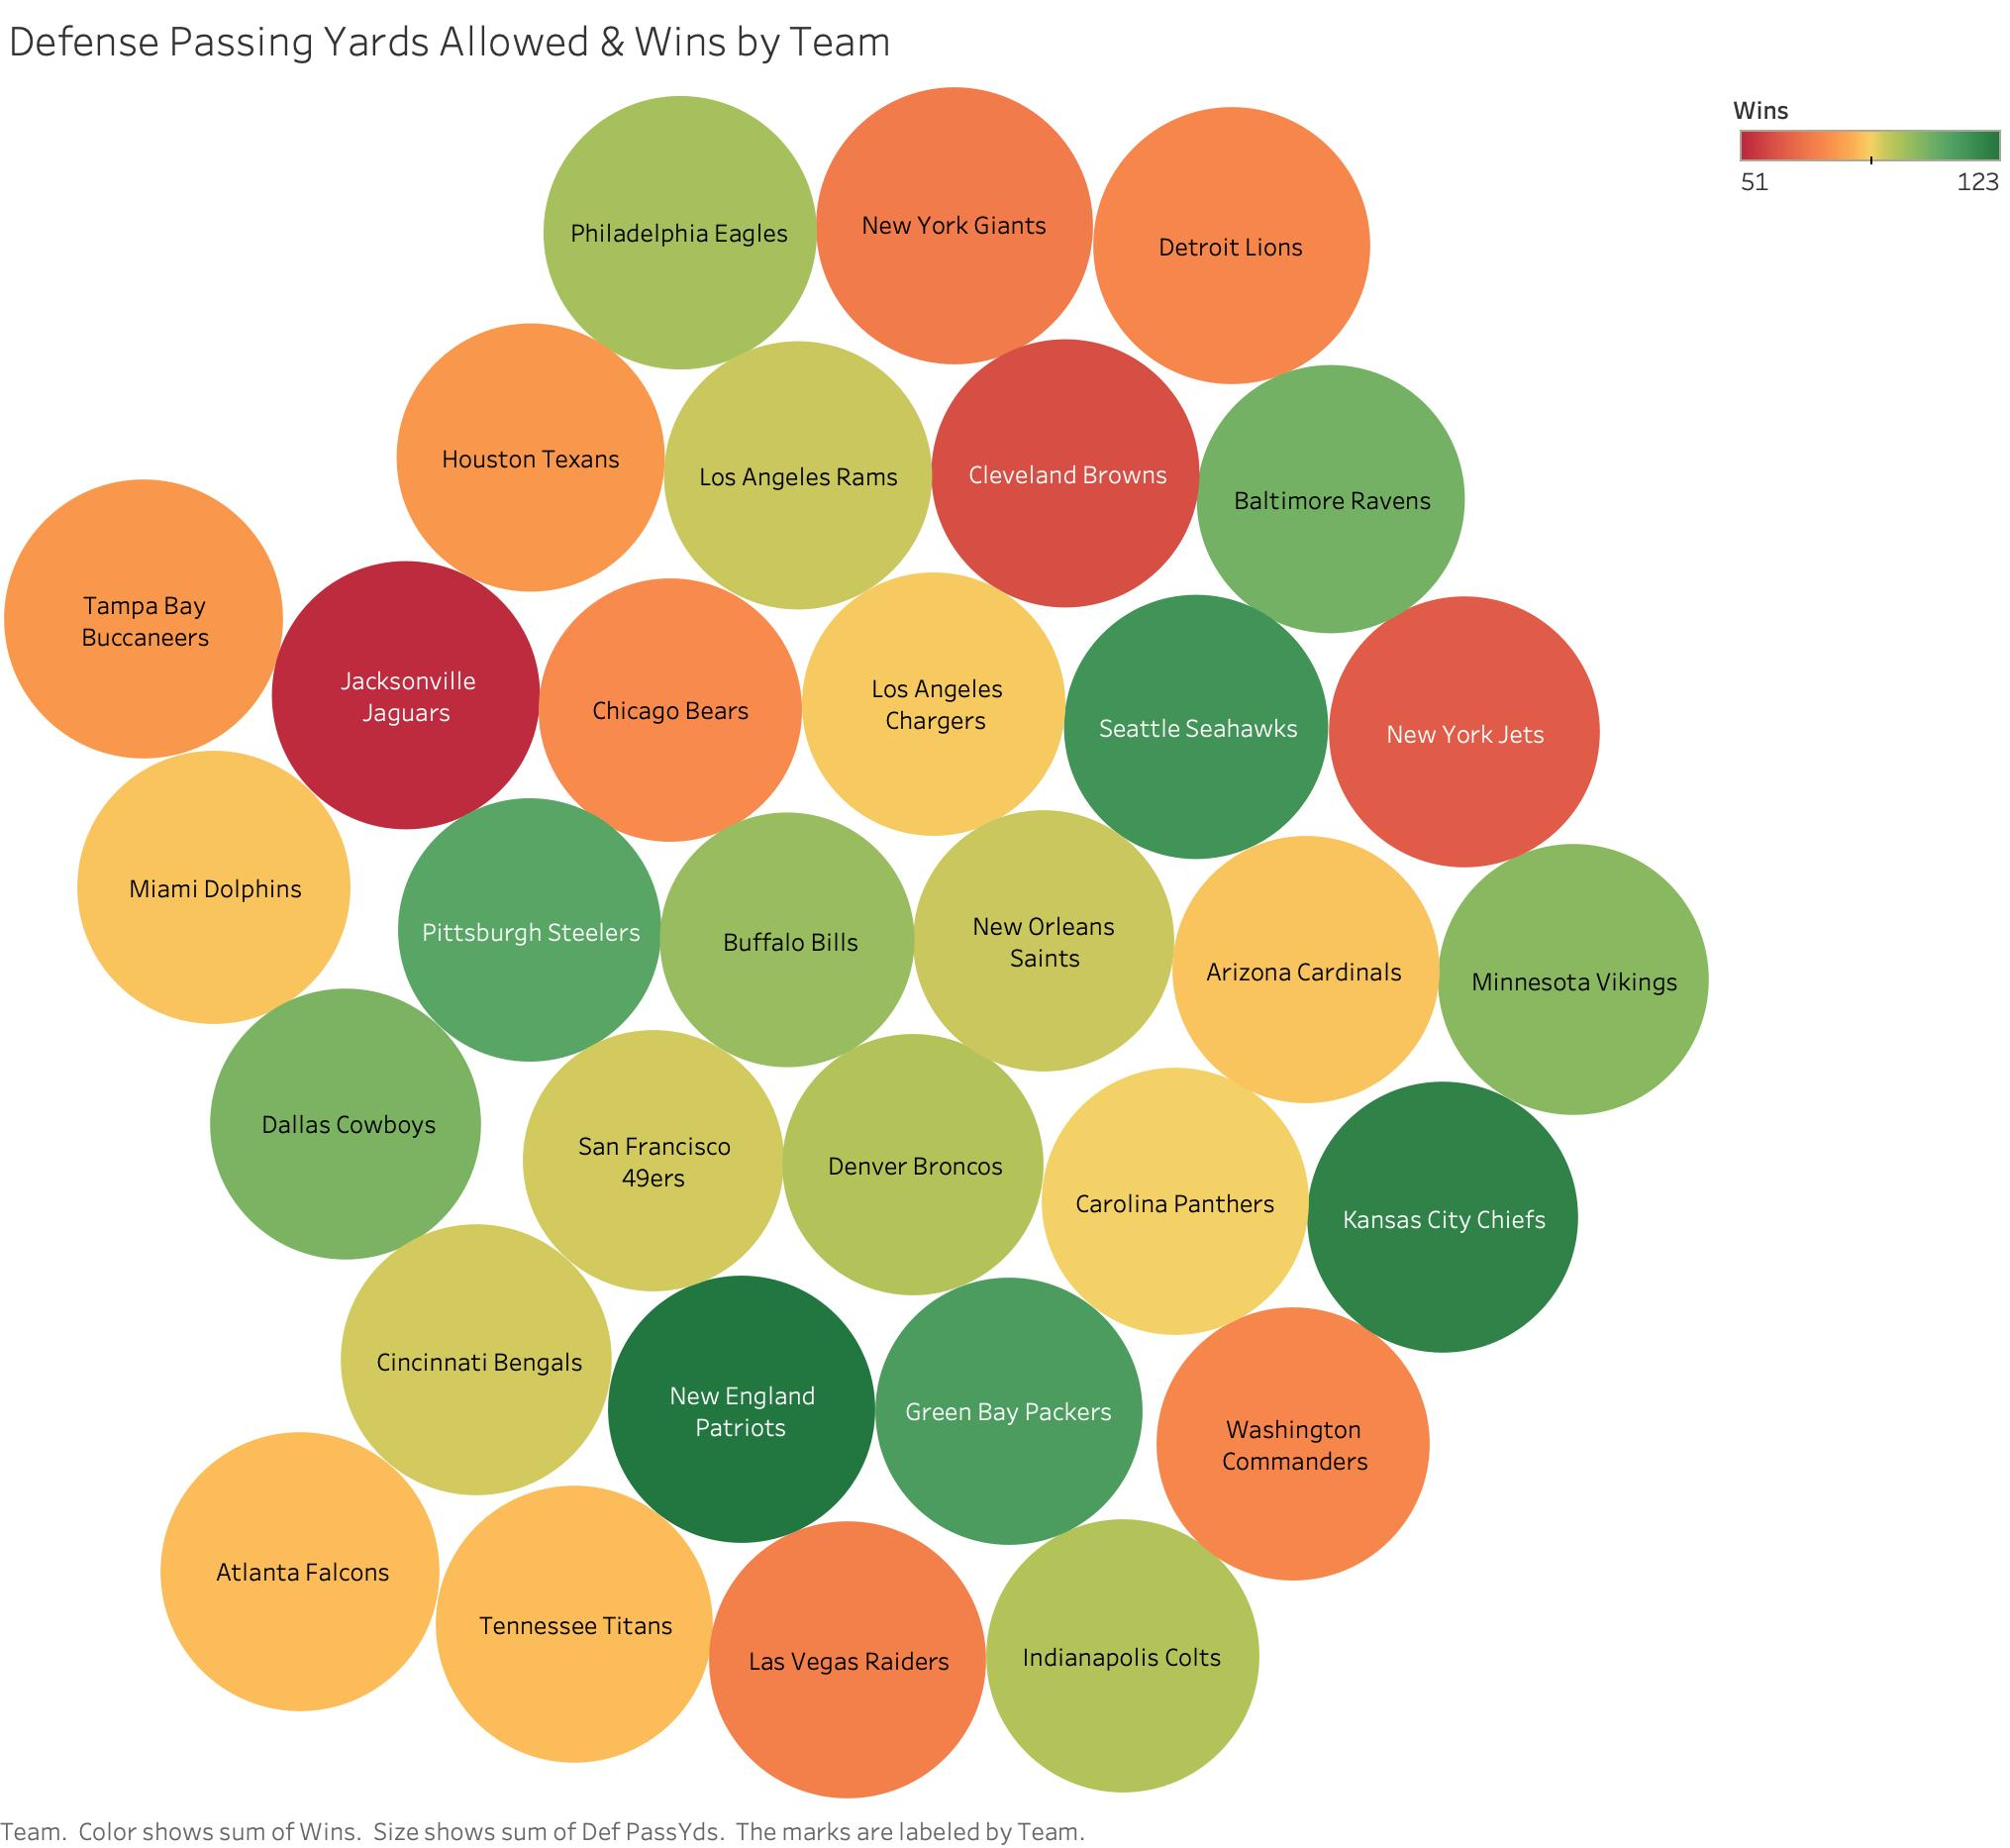 Defense Passing Yards Allowed & Wins by Team
Wins
51 123
Philadelphia Eagles
New York Giants
Detroit Lions
Houston Texans
Los Angeles Rams
Cleveland Browns
Baltimore Ravens
Tampa Bay
Buccaneers
Jacksonville
Jaguars
Chicago Bears
Los Angeles
Chargers
Seattle Seahawks
New York Jets
Miami Dolphins
Pittsburgh Steelers
Buffalo Bills
New Orleans
Saints
Arizona Cardinals
Minnesota Vikings
Dallas Cowboys
San Francisco
49ers
Denver Broncos
Carolina Panthers
Kansas City Chiefs
Cincinnati Bengals
New England
Patriots
Green Bay Packers
Washington
Commanders
Atlanta Falcons
Tennessee Titans
Las Vegas Raiders
Indianapolis Colts
Team. Color shows sum of Wins. Size shows sum of Def PassYds. The marks are labeled by Team.